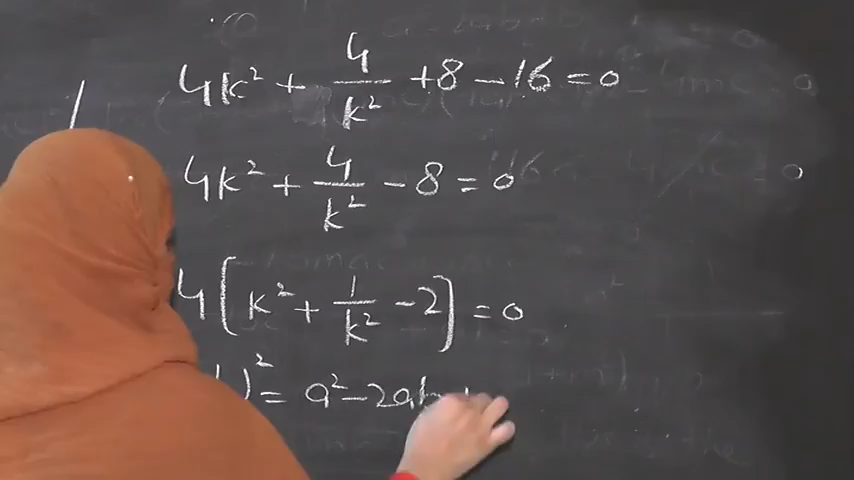 4k² + 4/k² + 8 - 16 = 0
4k² + 4/k² - 8 = 0
4[k² + 1/k² - 2] = 0
)² = a² - 2ab +